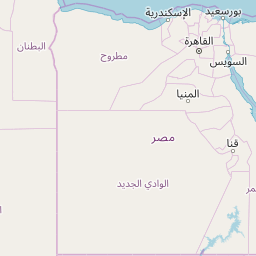 بورسعيد
الإسكندرية
البطنان
القاهرة
مطروح
السويس
المنيا
مصر
قنا
الوادي الجديد